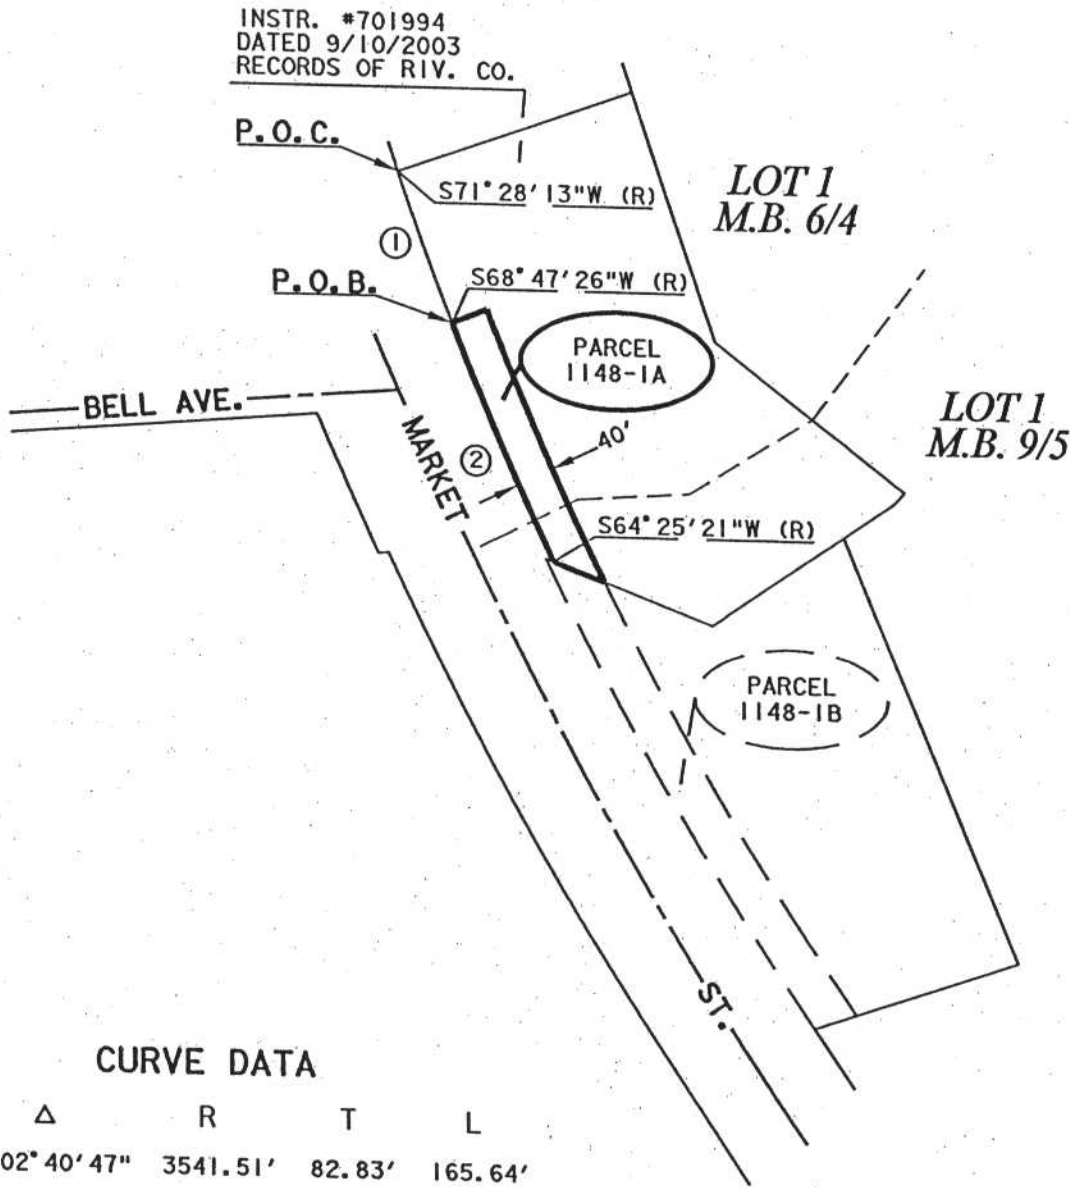 INSTR. #701994
DATED 9/10/2003
RECORDS OF RIV. CO.
P.O.C.
S71°28'13"W (R)
LOT 1
M.B. 6/4
①
P.O.B.
S68°47'26"W (R)
PARCEL
1148-1A
BELL AVE.
LOT 1
M.B. 9/5
MARKET
②
40'
S64°25'21"W (R)
PARCEL
1148-1B
ST.
CURVE DATA
Δ R T L
02°40'47" 3541.51' 82.83' 165.64'